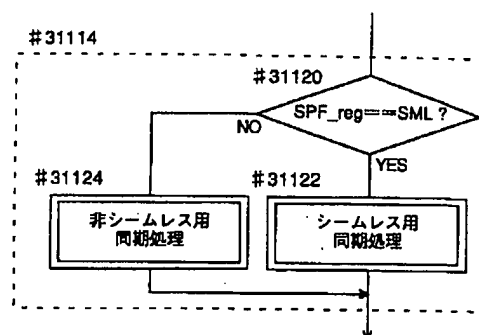 #31114
#31120
SPF_reg==SML ?
NO
YES
#31124
#31122
非シームレス用
同期処理
シームレス用
同期処理